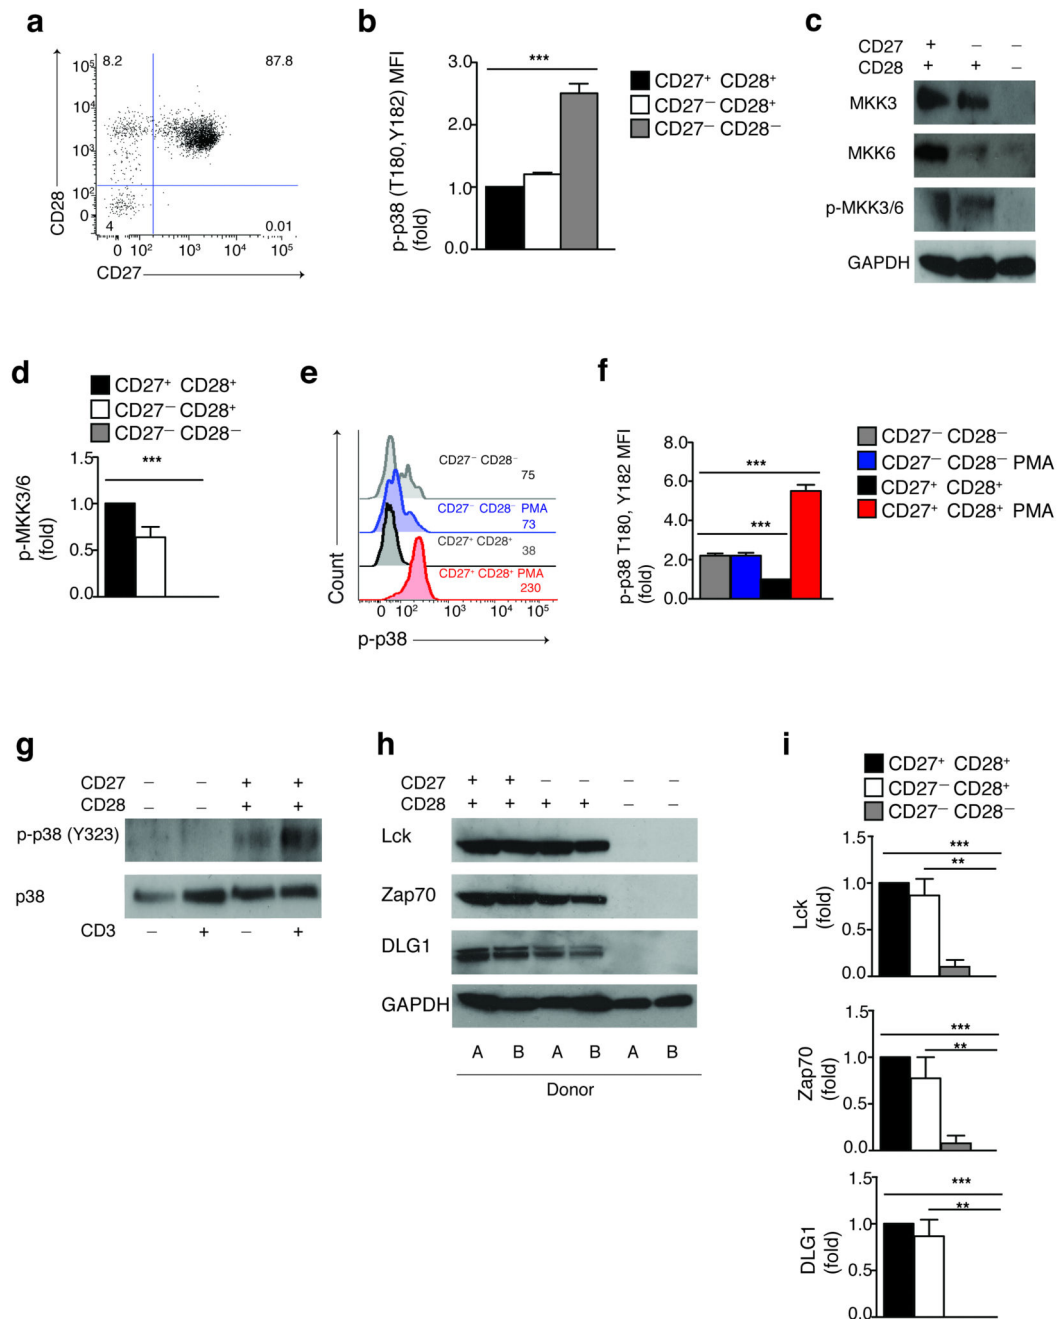 a
8.2
87.8
10⁵
10⁴
10³
10²
0
4
0.01
0 10² 10³ 10⁴ 10⁵
CD28
CD27
b
p-p38 (T180, Y182) MFI
(fold)
3.0
2.0
1.0
0.0
***
CD27⁺ CD28⁺
CD27⁻ CD28⁺
CD27⁻ CD28⁻
c
CD27 + − −
CD28 + + −
MKK3
MKK6
p-MKK3/6
GAPDH
d
CD27⁺ CD28⁺
CD27⁻ CD28⁺
CD27⁻ CD28⁻
p-MKK3/6
(fold)
1.5
1.0
0.5
0.0
***
e
Count
CD27⁻ CD28⁻
75
CD27⁻ CD28⁻ PMA
73
CD27⁺ CD28⁺
38
CD27⁺ CD28⁺ PMA
230
0 10² 10³ 10⁴ 10⁵
p-p38
f
p-p38 T180, Y182 MFI
(fold)
8.0
6.0
4.0
2.0
0.0
***
***
CD27⁻ CD28⁻
CD27⁻ CD28⁻ PMA
CD27⁺ CD28⁺
CD27⁺ CD28⁺ PMA
g
CD27 − − + +
CD28 − − + +
p-p38 (Y323)
p38
CD3 − + − +
h
CD27 + + − − − −
CD28 + + + + − −
Lck
Zap70
DLG1
GAPDH
A B A B A B
Donor
i
CD27⁺ CD28⁺
CD27⁻ CD28⁺
CD27⁻ CD28⁻
Lck
(fold)
1.5
1.0
0.5
0.0
***
**
Zap70
(fold)
1.5
1.0
0.5
0.0
***
**
DLG1
(fold)
1.5
1.0
0.5
0.0
***
**